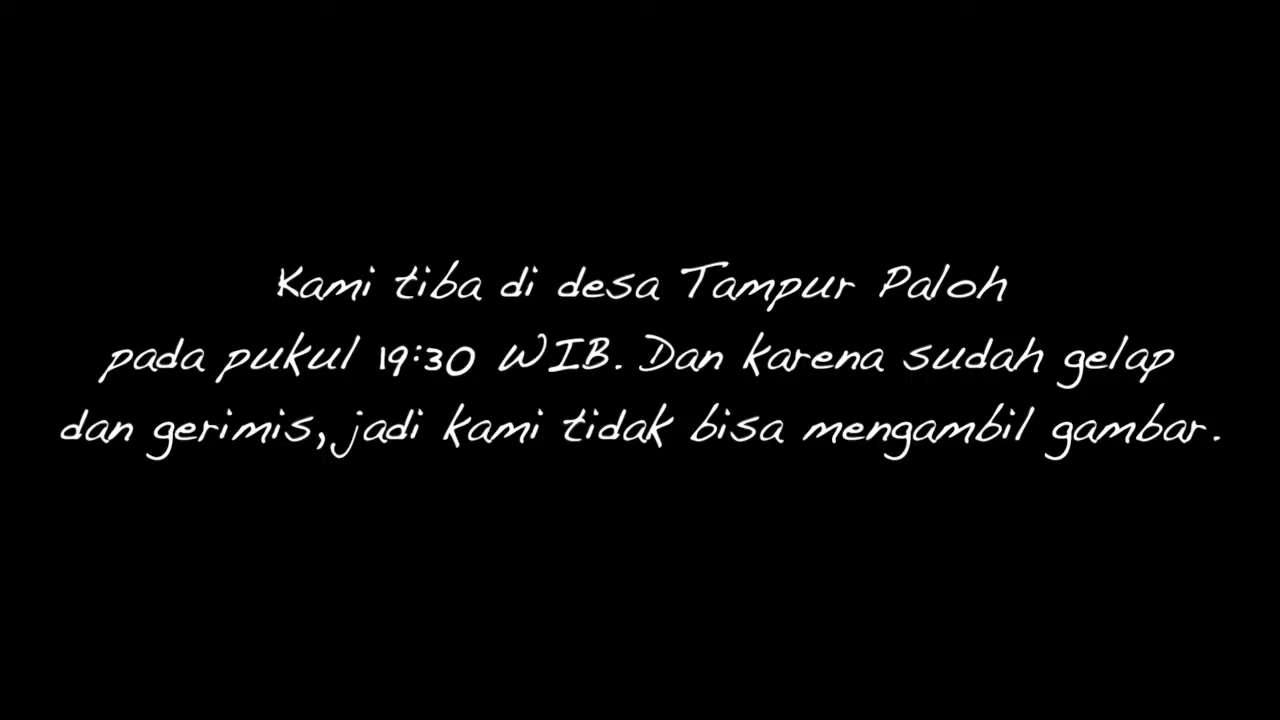 Kami tiba di desa Tampur Paloh
pada pukul 19:30 WIB. Dan karena sudah gelap
dan gerimis, jadi kami tidak bisa mengambil gambar.